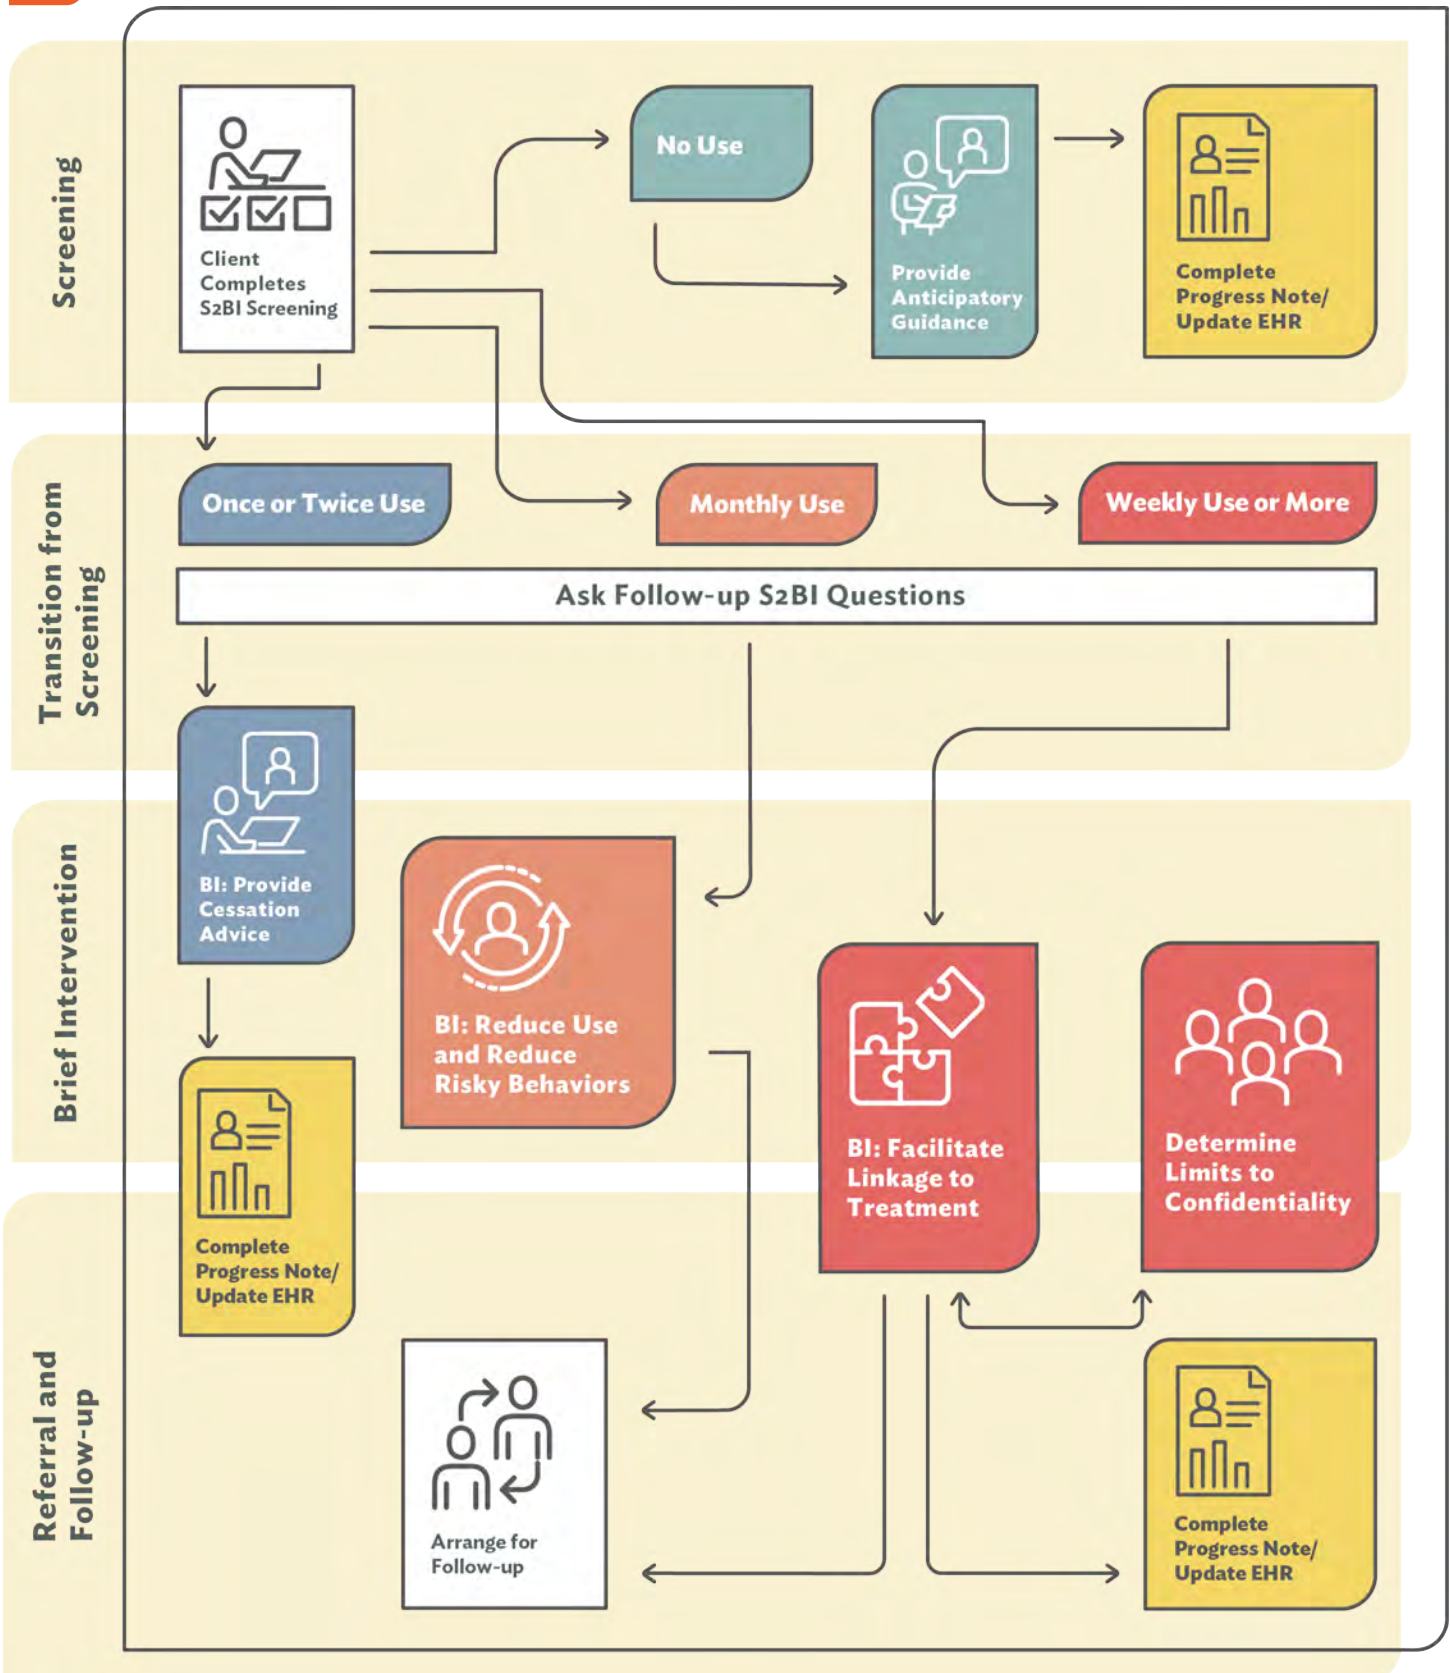 Screening
Client
Completes
S2BI Screening
No Use
Provide
Anticipatory
Guidance
Complete
Progress Note/
Update EHR
Transition from
Screening
Once or Twice Use
Monthly Use
Weekly Use or More
Ask Follow-up S2BI Questions
Brief Intervention
BI: Provide
Cessation
Advice
BI: Reduce Use
and Reduce
Risky Behaviors
BI: Facilitate
Linkage to
Treatment
Determine
Limits to
Confidentiality
Complete
Progress Note/
Update EHR
Referral and
Follow-up
Arrange for
Follow-up
Complete
Progress Note/
Update EHR